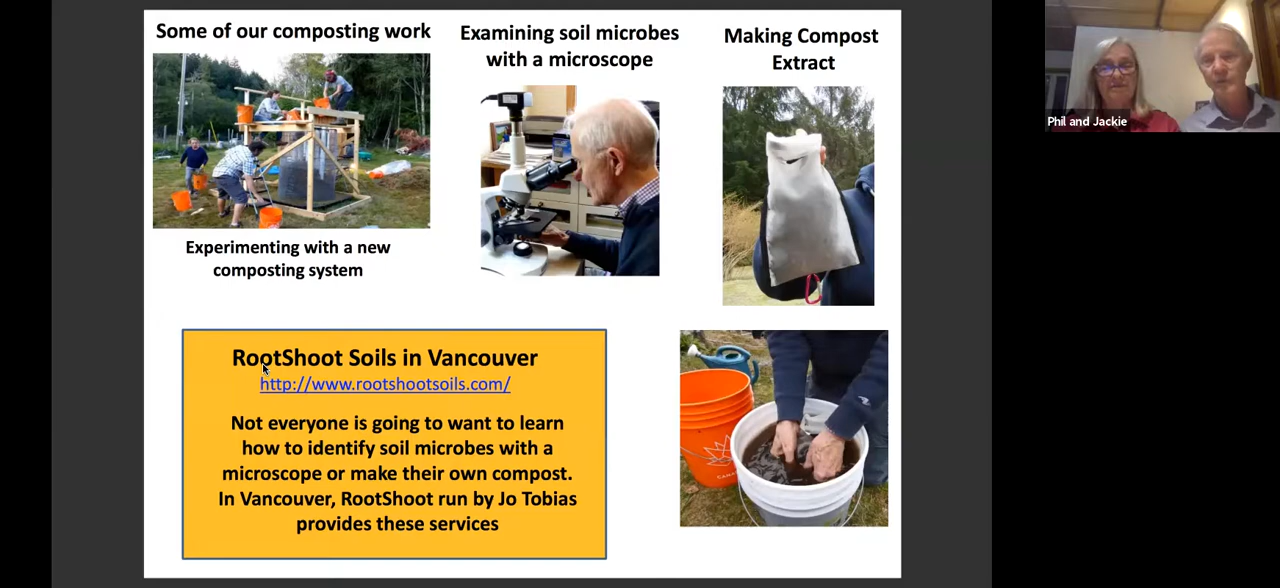 Some of our composting work
Examining soil microbes
with a microscope
Making Compost
Extract
Phil and Jackie
Experimenting with a new
composting system
RootShoot Soils in Vancouver
http://www.rootshootsoils.com/
Not everyone is going to want to learn
how to identify soil microbes with a
microscope or make their own compost.
In Vancouver, RootShoot run by Jo Tobias
provides these services
CANA